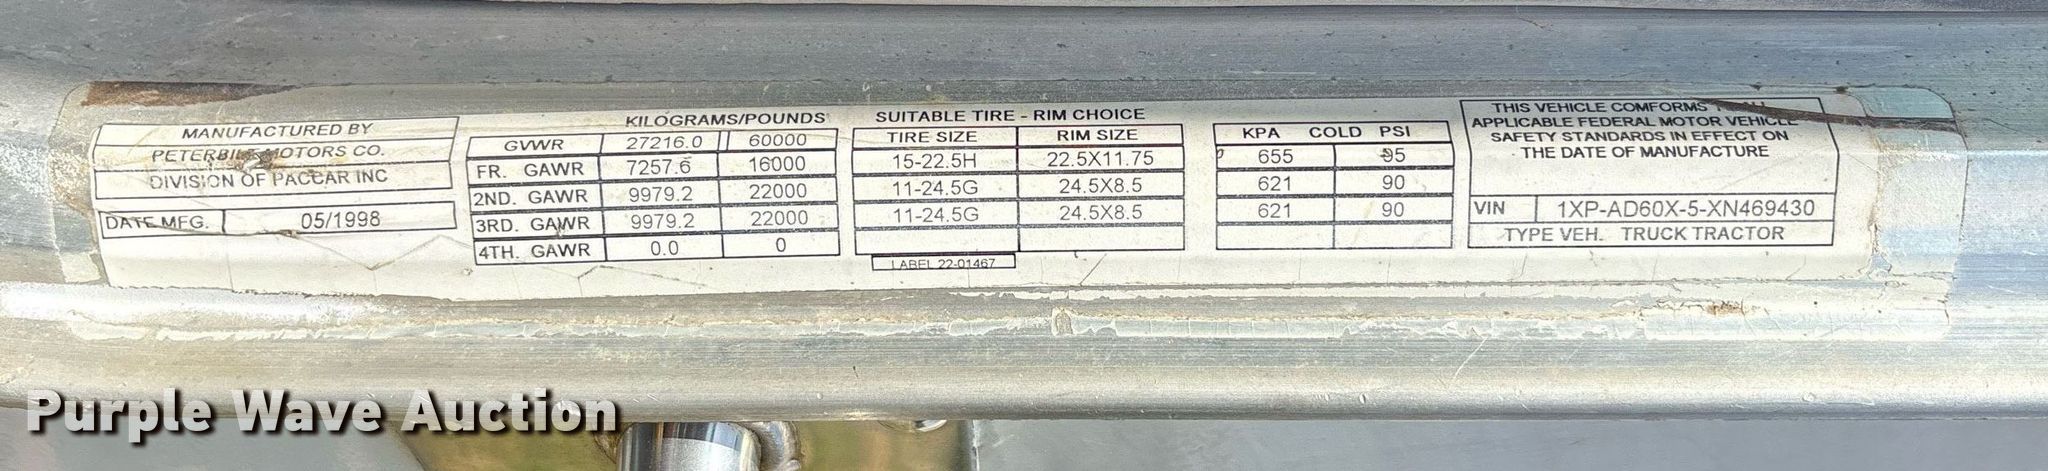 MANUFACTURED BY
PETERBILT MOTORS CO.
DIVISION OF PACCAR INC
DATE MFG. 05/1998
KILOGRAMS/POUNDS
GVWR 27216.0 60000
FR. GAWR 7257.6 16000
2ND. GAWR 9979.2 22000
3RD. GAWR 9979.2 22000
4TH. GAWR 0.0 0
SUITABLE TIRE - RIM CHOICE
TIRE SIZE RIM SIZE
15-22.5H 22.5X11.75
11-24.5G 24.5X8.5
11-24.5G 24.5X8.5
LABEL 22-01467
KPA COLD PSI
655 95
621 90
621 90
THIS VEHICLE COMFORMS
APPLICABLE FEDERAL MOTOR VEHICLE
SAFETY STANDARDS IN EFFECT ON
THE DATE OF MANUFACTURE
VIN 1XP-AD60X-5-XN469430
TYPE VEH. TRUCK TRACTOR
Purple Wave Auction